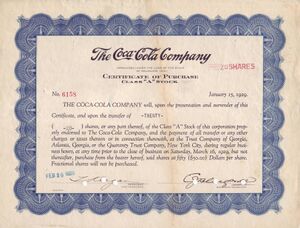 The Coca-Cola Company
20 SHARES
CERTIFICATE OF PURCHASE
CLASS "A" STOCK
No. 6158
January 15, 1929.
THE COCA-COLA COMPANY will, upon the presentation and surrender of this
Certificate, and upon the transfer of -TWENTY-
shares, or any part thereof, of the Class "A" Stock of this corporation properly
endorsed to The Coca-Cola Company, and the payment of all transfer or any other
charges or taxes thereon or in connection therewith, at the Trust Company of Georgia,
Atlanta, Georgia, or the Guaranty Trust Company, New York City, during regular business
hours, at any time prior to the close of business on Saturday, March 16, 1929, but not
thereafter, purchase from the bearer hereof, said shares at fifty ($50.00) Dollars per share.
Fractional shares will not be purchased.
FEB